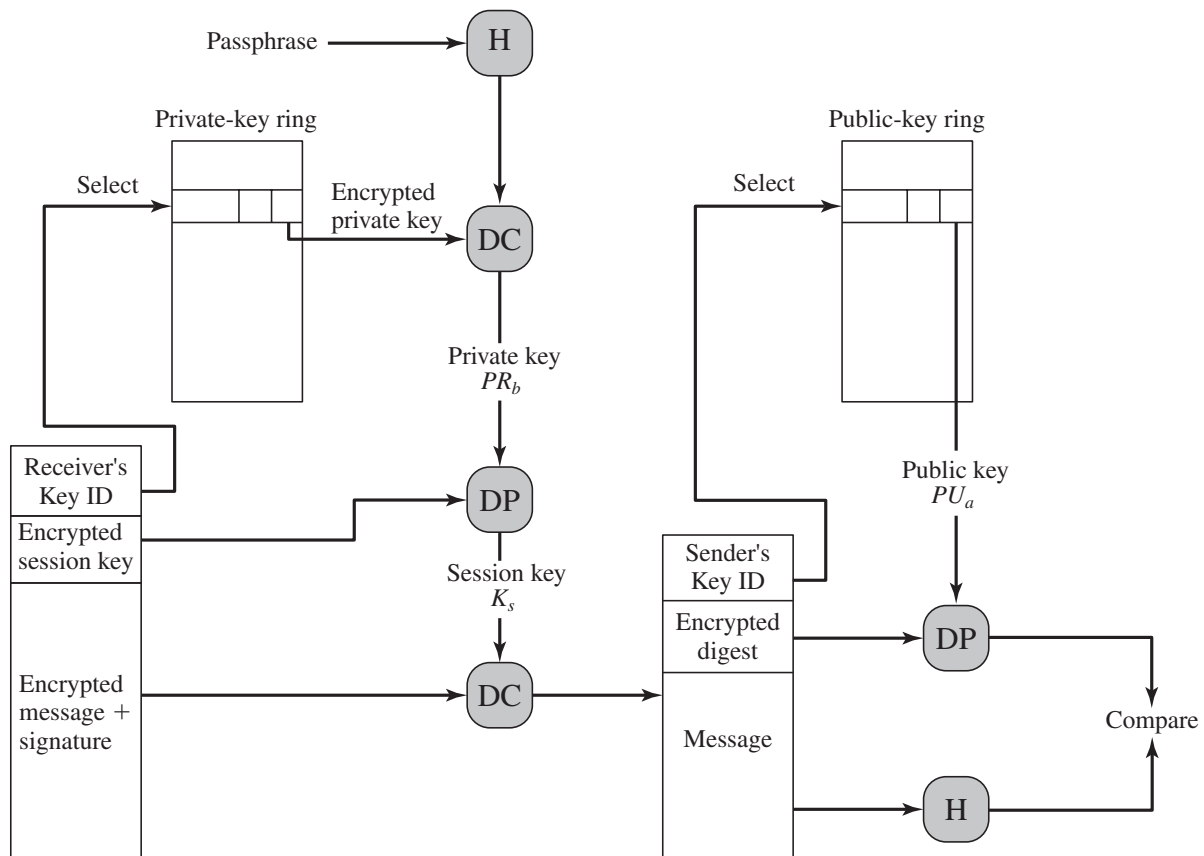 Passphrase
H
Private-key ring
Public-key ring
Select
Encrypted
private key
Select
DC
Private key
PR_b
Receiver's
Key ID
Encrypted
session key
DP
Public key
PU_a
Session key
K_s
Sender's
Key ID
Encrypted
digest
DP
Encrypted
message +
signature
DC
Message
Compare
H